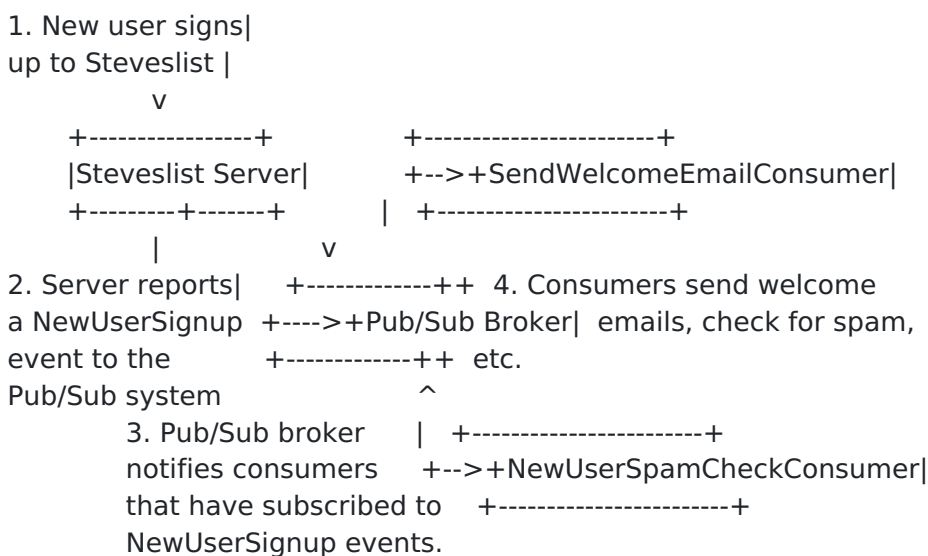 1. New user signs|
up to Steveslist |
v
+-----------------+ +------------------------+
|Steveslist Server| +-->+SendWelcomeEmailConsumer|
+---------+-------+ | +------------------------+
| v
2. Server reports| +-------------++ 4. Consumers send welcome
a NewUserSignup +---->+Pub/Sub Broker| emails, check for spam,
event to the +-------------++ etc.
Pub/Sub system ^
3. Pub/Sub broker | +------------------------+
notifies consumers +-->+NewUserSpamCheckConsumer|
that have subscribed to +------------------------+
NewUserSignup events.